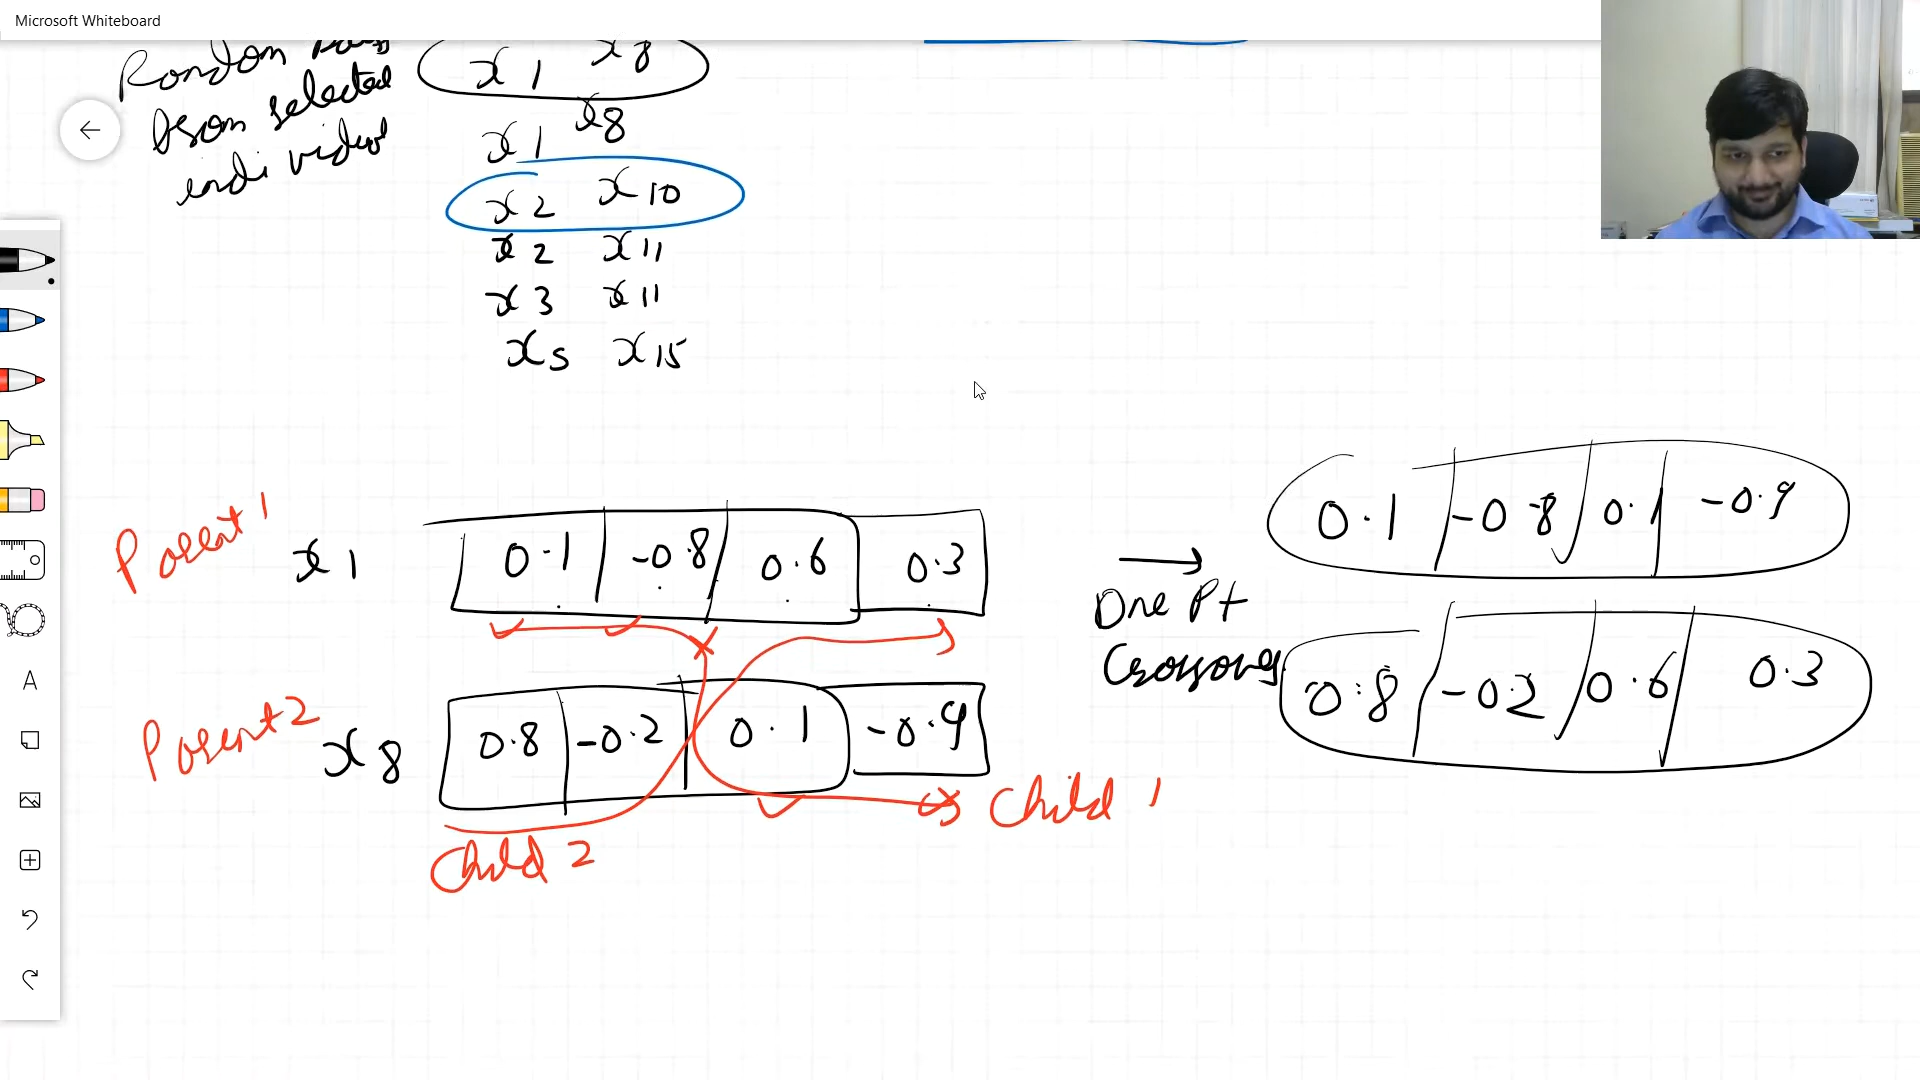 Microsoft Whiteboard
Random
from selected
individual
x1 x8
x1 x8
x2 x10
x2 x11
x3 x11
x5 x15
Parent 1
x1 0.1 -0.8 0.6 0.3
Parent 2
x8 0.8 -0.2 0.1 -0.9
Child 1
Child 2
One Pt
Crossover
0.1 -0.8 0.1 -0.9
0.8 -0.2 0.6 0.3
A